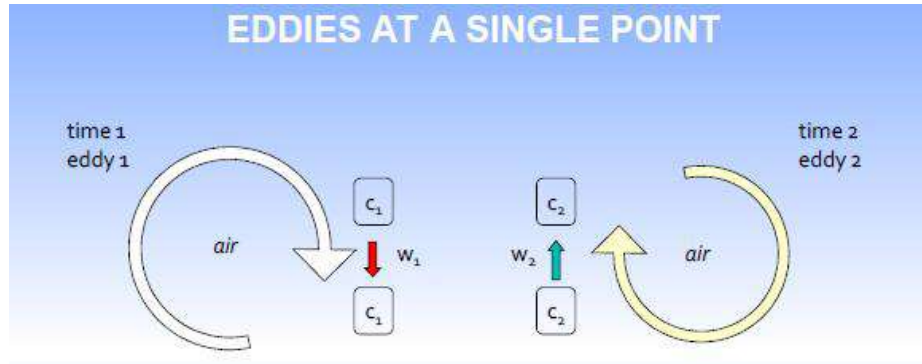 EDDIES AT A SINGLE POINT
time 1
eddy 1
time 2
eddy 2
c₁
c₂
air
w₁
w₂
air
c₁
c₂